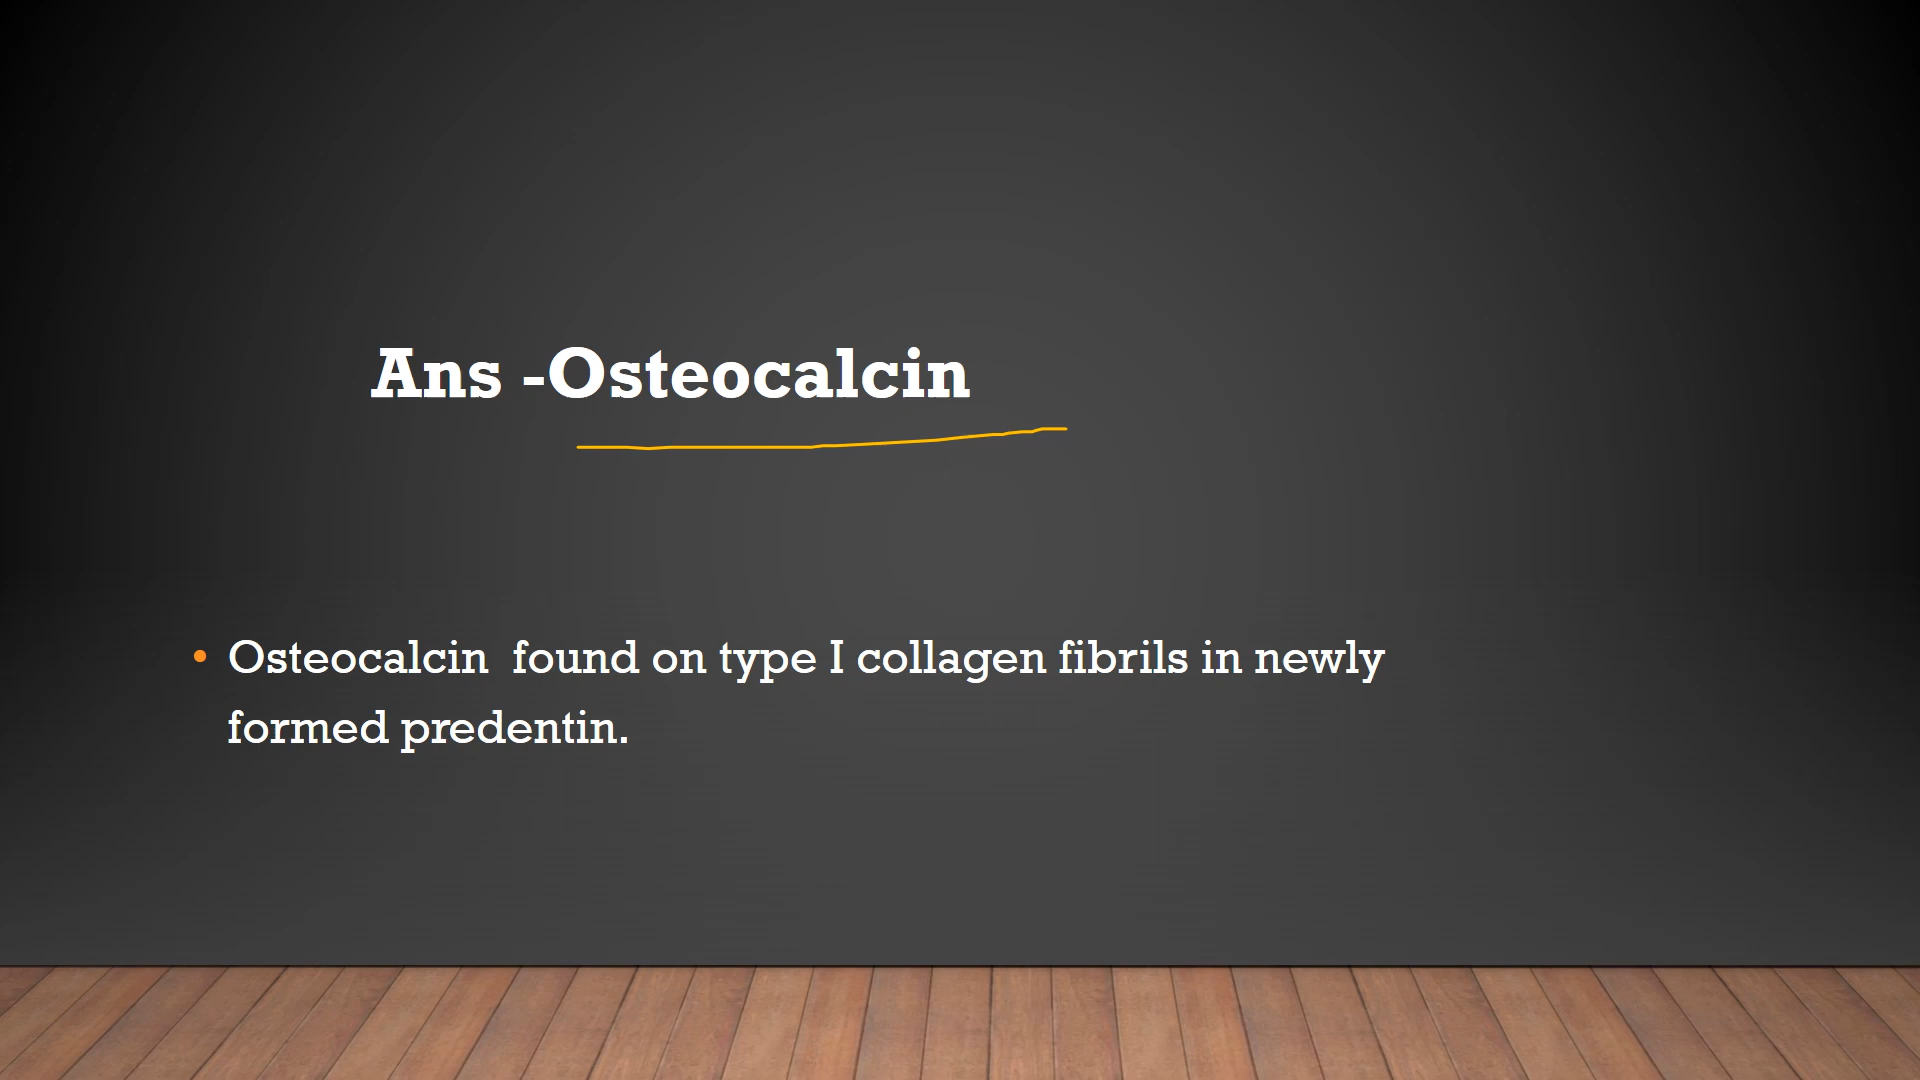 Ans -Osteocalcin
• Osteocalcin  found on type I collagen fibrils in newly
formed predentin.